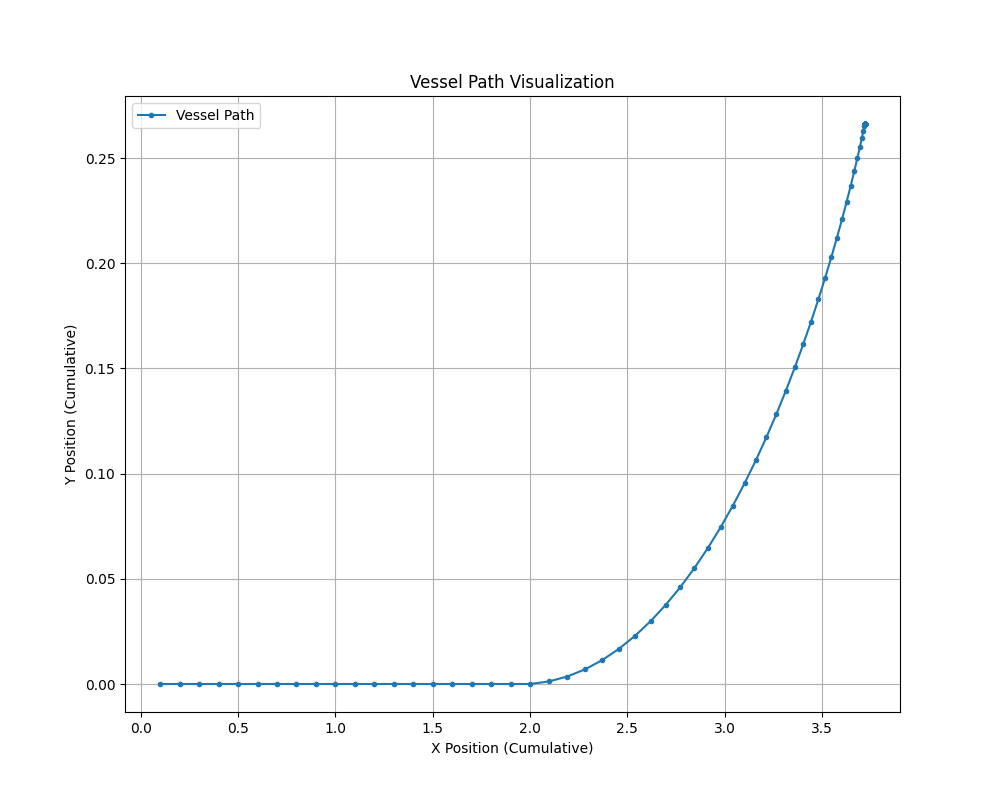 Vessel Path Visualization
Vessel Path
0.25
0.20
0.15
0.10
0.05
0.00
Y Position (Cumulative)
0.0 0.5 1.0 1.5 2.0 2.5 3.0 3.5
X Position (Cumulative)